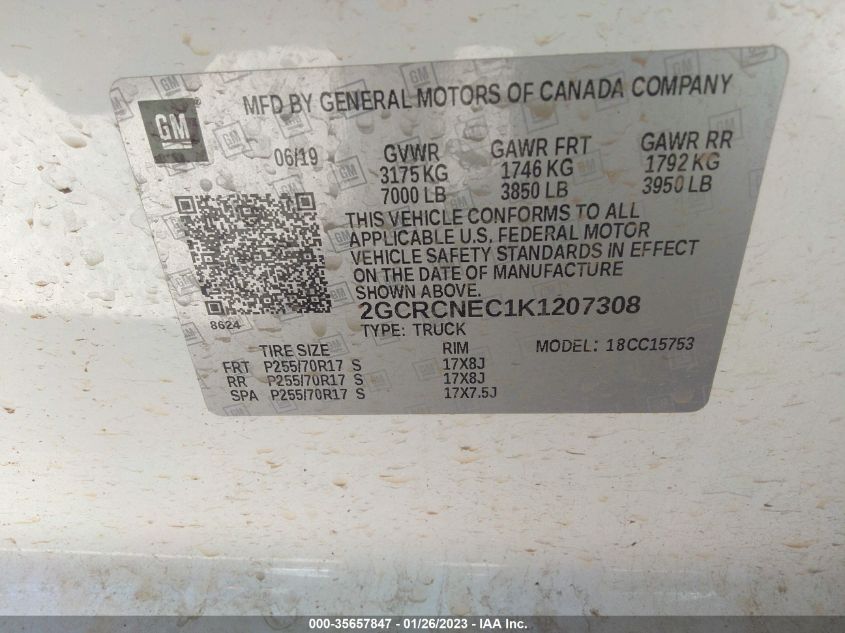 GM
MFD BY GENERAL MOTORS OF CANADA COMPANY
06/19 GVWR GAWR FRT GAWR RR
3175 KG 1746 KG 1792 KG
7000 LB 3850 LB 3950 LB
THIS VEHICLE CONFORMS TO ALL
APPLICABLE U.S. FEDERAL MOTOR
VEHICLE SAFETY STANDARDS IN EFFECT
ON THE DATE OF MANUFACTURE
SHOWN ABOVE.
2GCRCNEC1K1207308
8624
TYPE: TRUCK
TIRE SIZE RIM MODEL: 18CC15753
FRT P255/70R17 S 17X8J
RR P255/70R17 S 17X8J
SPA P255/70R17 S 17X7.5J
000-35657847 - 01/26/2023 - IAA Inc.